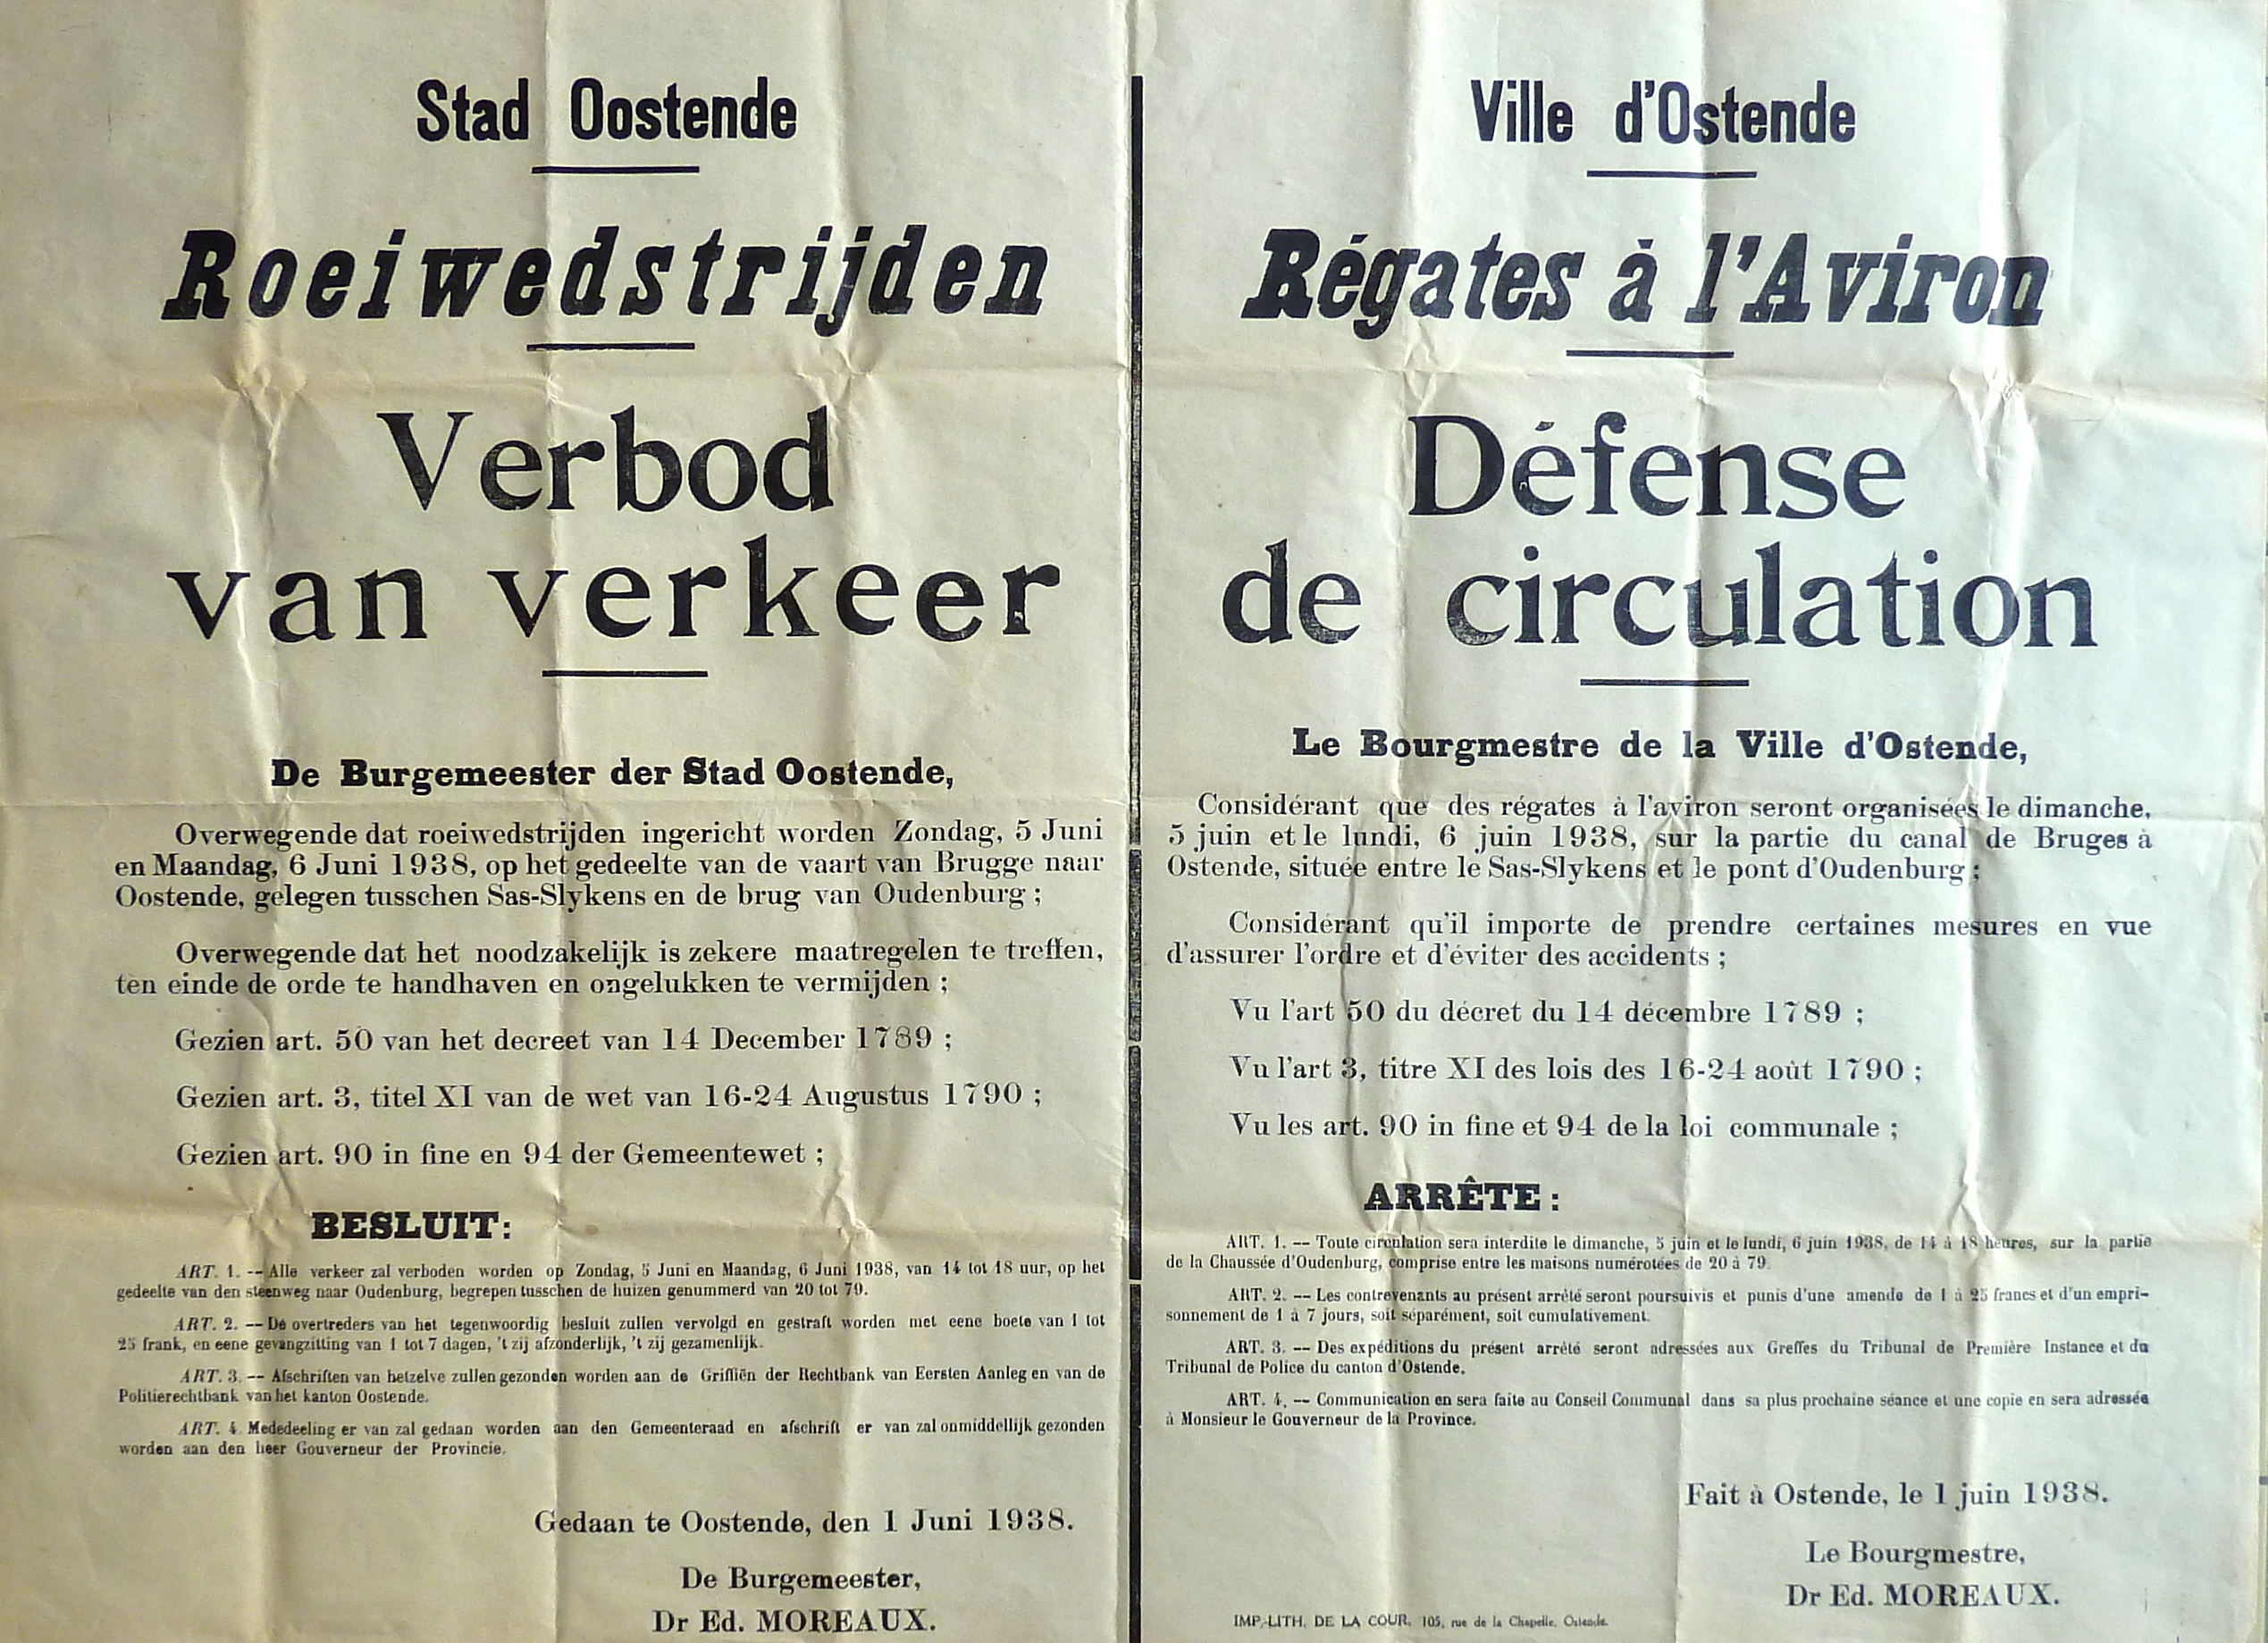 Stad Oostende
Roeiwedstrijden
Verbod
van verkeer
De Burgemeester der Stad Oostende,
Overwegende dat roeiwedstrijden ingericht worden Zondag, 5 Juni
en Maandag, 6 Juni 1938, op het gedeelte van de vaart van Brugge naar
Oostende, gelegen tusschen Sas-Slykens en de brug van Oudenburg ;
Overwegende dat het noodzakelijk is zekere maatregelen te treffen,
ten einde de orde te handhaven en ongelukken te vermijden ;
Gezien art. 50 van het decreet van 14 December 1789 ;
Gezien art. 3, titel XI van de wet van 16-24 Augustus 1790 ;
Gezien art. 90 in fine en 94 der Gemeentewet ;
BESLUIT:
ART. 1. -- Alle verkeer zal verboden worden op Zondag, 5 Juni en Maandag, 6 Juni 1938, van 14 tot 18 uur, op het
gedeelte van den steenweg naar Oudenburg, begrepen tusschen de huizen genummerd van 20 tot 79.
ART. 2. -- De overtreders van het tegenwoordig besluit zullen vervolgd en gestraft worden met eene boete van 1 tot
25 frank, en eene gevangzitting van 1 tot 7 dagen, 't zij afzonderlijk, 't zij gezamenlijk.
ART. 3. -- Afschriften van hetzelve zullen gezonden worden aan de Griffiën der Rechtbank van Eersten Aanleg en van de
Politierechtbank van het kanton Oostende.
ART. 4. Mededeeling er van zal gedaan worden aan den Gemeenteraad en afschrift er van zal onmiddellijk gezonden
worden aan den heer Gouverneur der Provincie.
Gedaan te Oostende, den 1 Juni 1938.
De Burgemeester,
Dr Ed. MOREAUX.
Ville d'Ostende
Régates à l'Aviron
Défense
de circulation
Le Bourgmestre de la Ville d'Ostende,
Considérant que des régates à l'aviron seront organisées le dimanche,
5 juin et le lundi, 6 juin 1938, sur la partie du canal de Bruges à
Ostende, située entre le Sas-Slykens et le pont d'Oudenburg ;
Considérant qu'il importe de prendre certaines mesures en vue
d'assurer l'ordre et d'éviter des accidents ;
Vu l'art 50 du décret du 14 décembre 1789 ;
Vu l'art 3, titre XI des lois des 16-24 août 1790 ;
Vu les art. 90 in fine et 94 de la loi communale ;
ARRÊTE :
ART. 1. -- Toute circulation sera interdite le dimanche, 5 juin et le lundi, 6 juin 1938, de 14 à 18 heures, sur la partie
de la Chaussée d'Oudenburg, comprise entre les maisons numérotées de 20 à 79.
ART. 2. -- Les contrevenants au présent arrêté seront poursuivis et punis d'une amende de 1 à 25 francs et d'un empri-
sonnement de 1 à 7 jours, soit séparément, soit cumulativement.
ART. 3. -- Des expéditions du présent arrêté seront adressées aux Greffes du Tribunal de Première Instance et du
Tribunal de Police du canton d'Ostende.
ART. 4. -- Communication en sera faite au Conseil Communal dans sa plus prochaine séance et une copie en sera adressée
à Monsieur le Gouverneur de la Province.
Fait à Ostende, le 1 juin 1938.
Le Bourgmestre,
Dr Ed. MOREAUX.
IMP.-LITH. DE LA COUR, 105, rue de la Chapelle, Ostende.